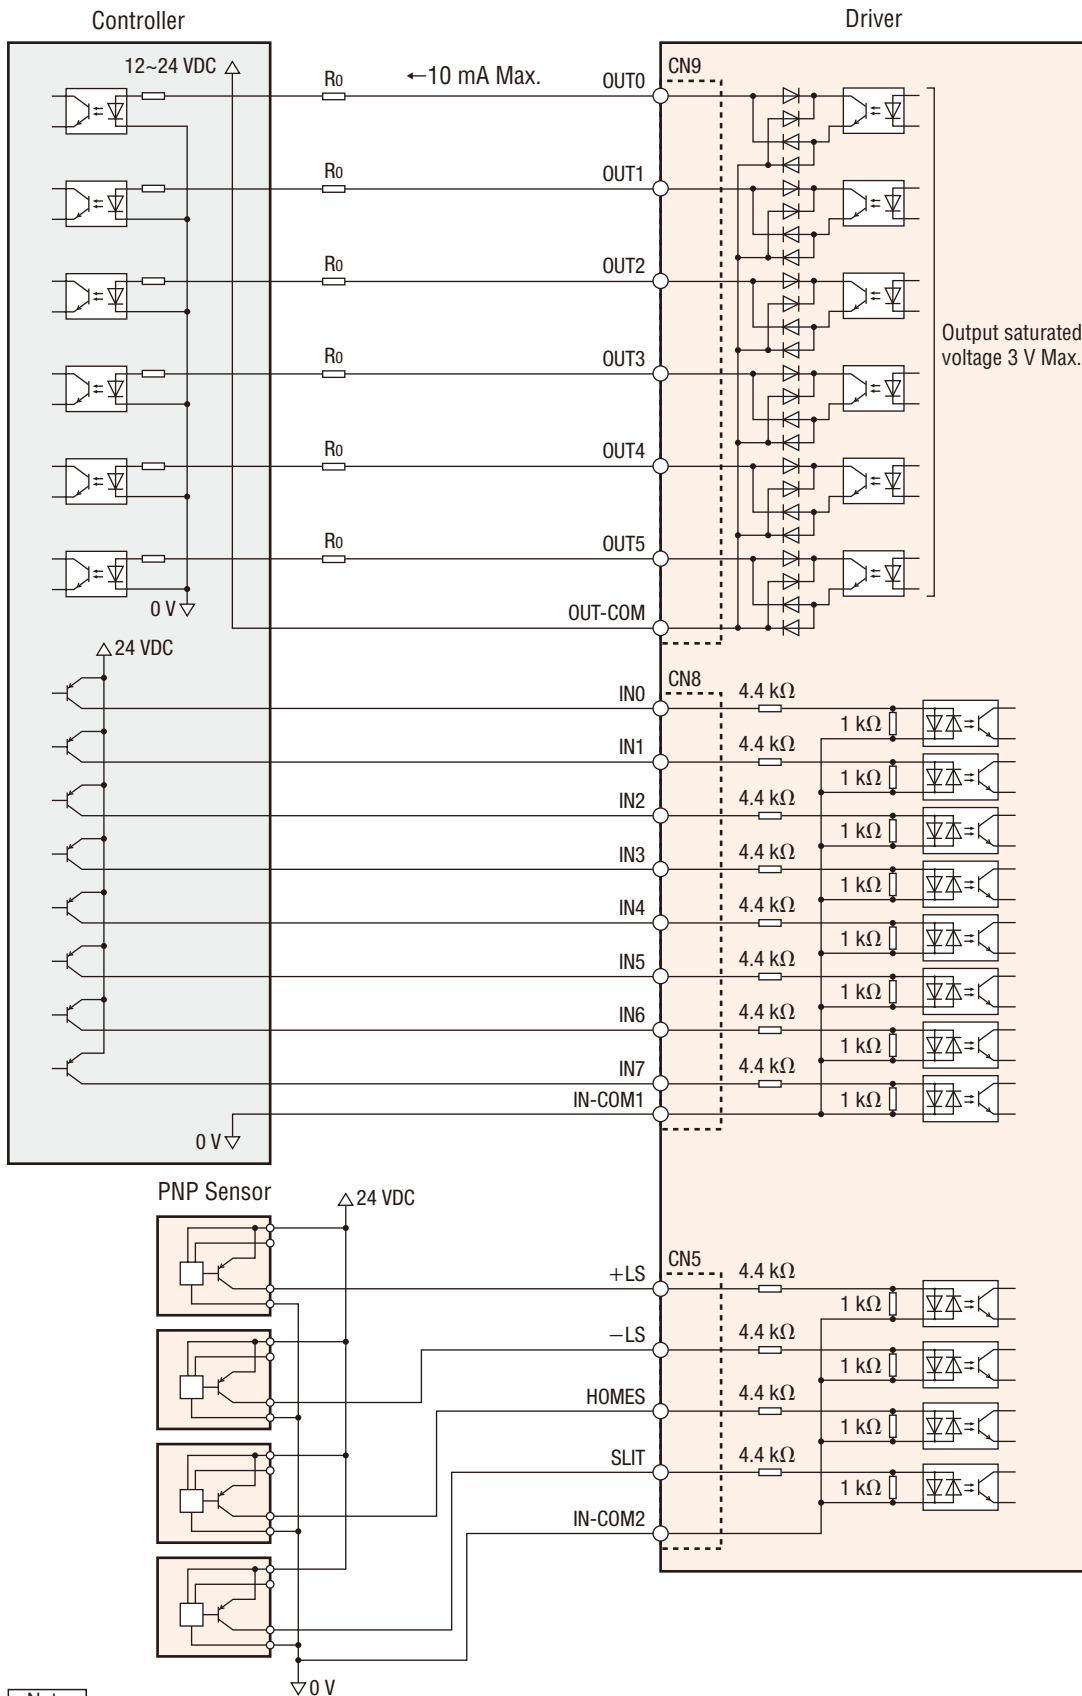 Controller
Driver
12~24 VDC
R0
←10 mA Max.
OUT0
CN9
R0
OUT1
R0
OUT2
Output saturated
voltage 3 V Max.
R0
OUT3
R0
OUT4
R0
OUT5
0 V
OUT-COM
24 VDC
CN8
IN0
4.4 kΩ
1 kΩ
IN1
4.4 kΩ
1 kΩ
IN2
4.4 kΩ
1 kΩ
IN3
4.4 kΩ
1 kΩ
IN4
4.4 kΩ
1 kΩ
IN5
4.4 kΩ
1 kΩ
IN6
4.4 kΩ
1 kΩ
IN7
4.4 kΩ
IN-COM1
1 kΩ
0 V
PNP Sensor
24 VDC
CN5
+LS
4.4 kΩ
1 kΩ
−LS
4.4 kΩ
1 kΩ
HOMES
4.4 kΩ
1 kΩ
SLIT
4.4 kΩ
1 kΩ
IN-COM2
0 V